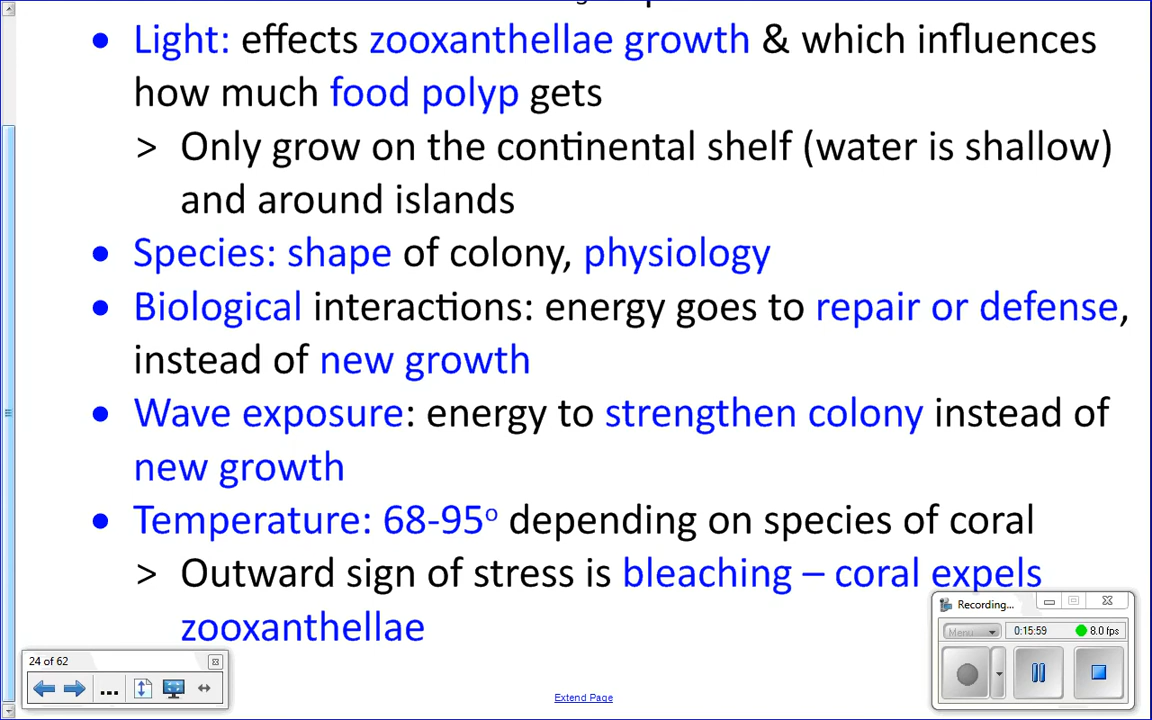 • Light: effects zooxanthellae growth & which influences
how much food polyp gets
> Only grow on the continental shelf (water is shallow)
and around islands
• Species: shape of colony, physiology
• Biological interactions: energy goes to repair or defense,
instead of new growth
• Wave exposure: energy to strengthen colony instead of
new growth
• Temperature: 68-95° depending on species of coral
> Outward sign of stress is bleaching – coral expels
zooxanthellae
Recording...
Menu
0:15:59
8.0 fps
24 of 62
...
Extend Page